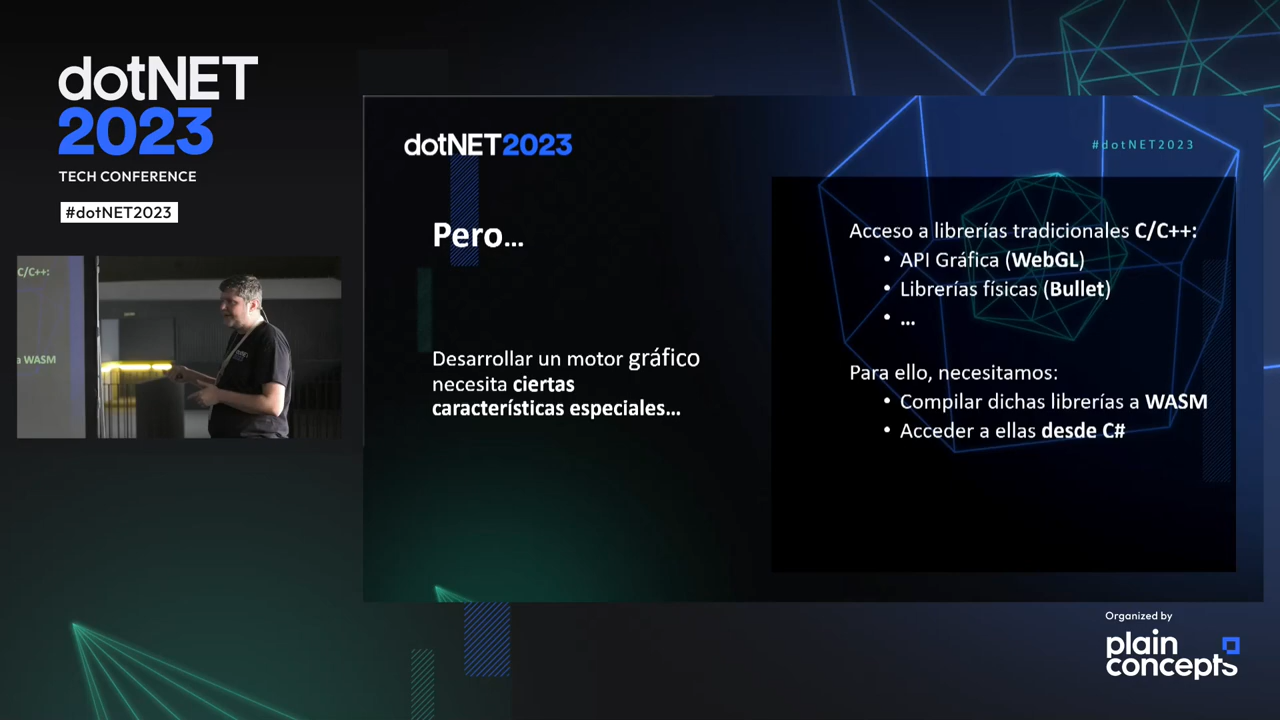 dotNET
2023
TECH CONFERENCE
#dotNET2023
C/C++:
a WASM
dotNET2023
#dotNET2023
Pero...
Desarrollar un motor gráfico
necesita ciertas
características especiales...
Acceso a librerías tradicionales C/C++:
• API Gráfica (WebGL)
• Librerías físicas (Bullet)
• ...
Para ello, necesitamos:
• Compilar dichas librerías a WASM
• Acceder a ellas desde C#
Organized by
plain
concepts